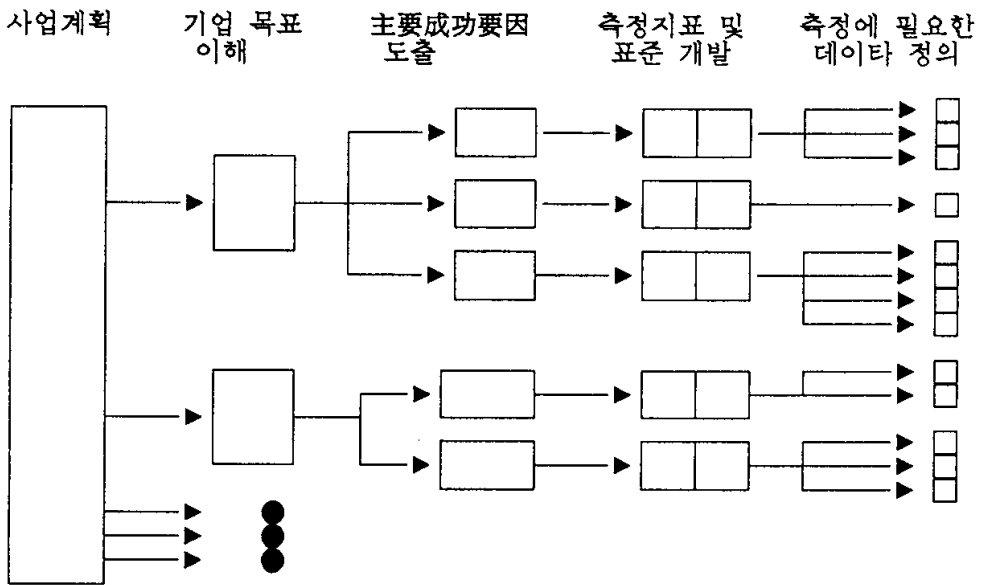 사업계획
기업 목표
이해
主要成功要因
도출
측정지표 및
표준 개발
측정에 필요한
데이타 정의